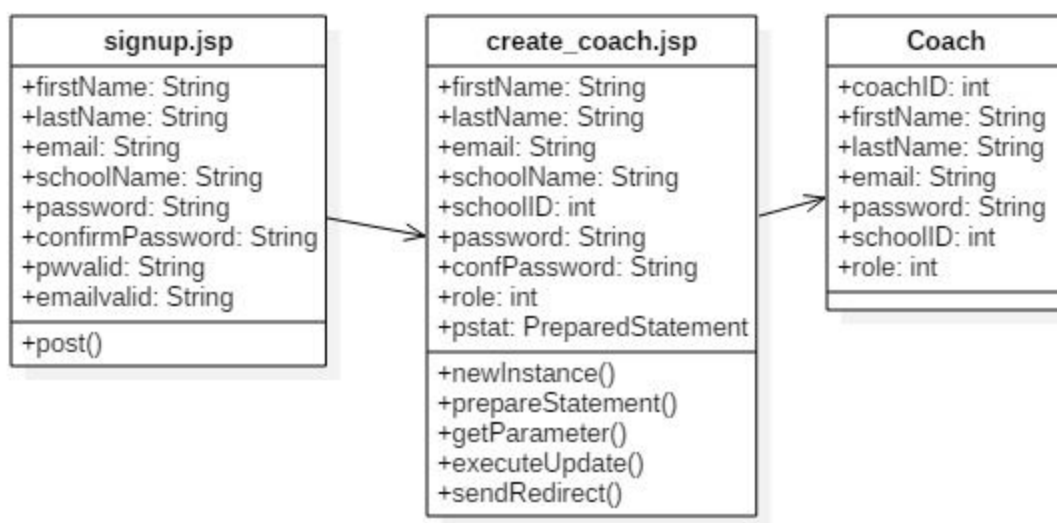 signup.jsp
+firstName: String
+lastName: String
+email: String
+schoolName: String
+password: String
+confirmPassword: String
+pwvalid: String
+emailvalid: String
+post()
create_coach.jsp
+firstName: String
+lastName: String
+email: String
+schoolName: String
+schoolID: int
+password: String
+confPassword: String
+role: int
+pstat: PreparedStatement
+newInstance()
+prepareStatement()
+getParameter()
+executeUpdate()
+sendRedirect()
Coach
+coachID: int
+firstName: String
+lastName: String
+email: String
+password: String
+schoolID: int
+role: int